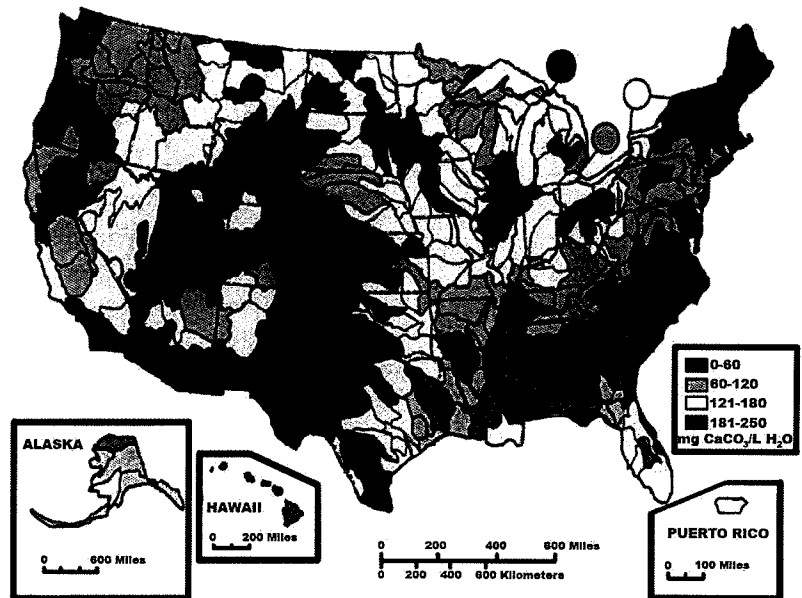 0-60
60-120
121-180
181-250
mg CaCO3/L H2O
ALASKA
0 600 Miles
HAWAII
0 200 Miles
0 200 400 600 Miles
0 200 400 600 Kilometers
PUERTO RICO
0 100 Miles